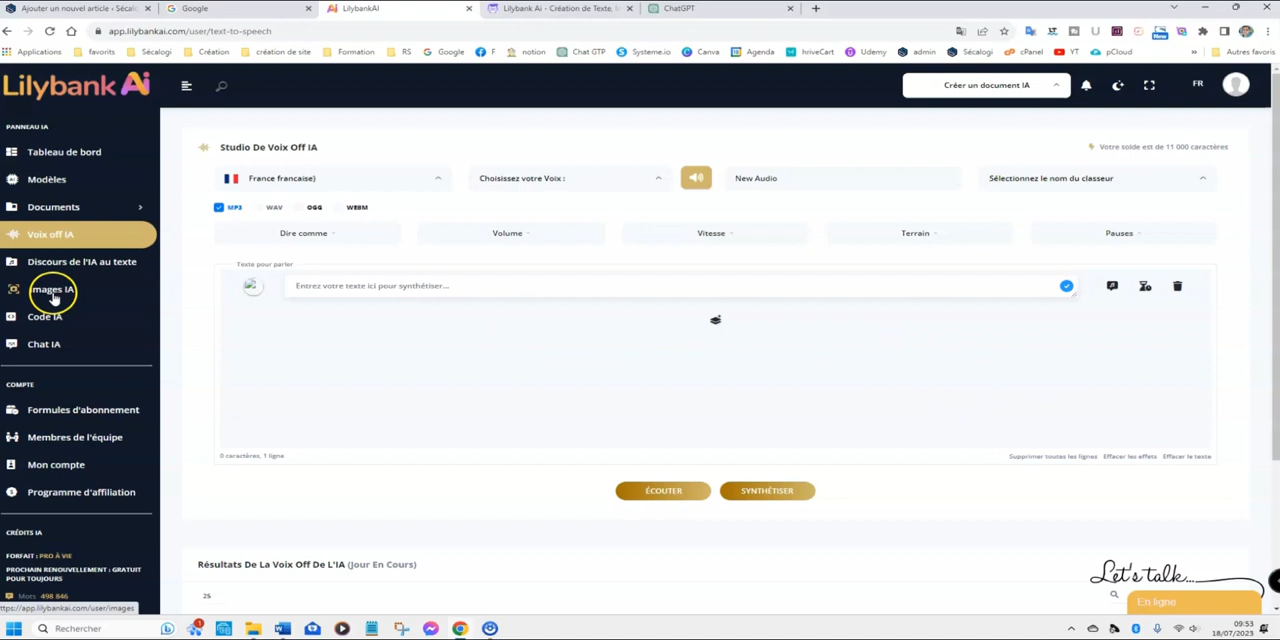 Ajouter un nouvel article ‹ Sécalo
Google
LilybankAI
Lilybank Ai - Création de Texte, M
ChatGPT
app.lilybankai.com/user/text-to-speech
Applications
favoris
Sécalogi
Création
création de site
Formation
RS
Google
F
notion
Chat GTP
Systeme.io
Canva
Agenda
hriveCart
Udemy
admin
Sécalogi
cPanel
YT
pCloud
Autres favoris
Lilybank Ai
Créer un document IA
FR
PANNEAU IA
Tableau de bord
Modèles
Documents
Voix off IA
Discours de l'IA au texte
Images IA
Code IA
Chat IA
COMPTE
Formules d'abonnement
Membres de l'équipe
Mon compte
Programme d'affiliation
CRÉDITS IA
FORFAIT : PRO À VIE
PROCHAIN RENOUVELLEMENT : GRATUIT
POUR TOUJOURS
Mots 498 846
https://app.lilybankai.com/user/images
Studio De Voix Off IA
Votre solde est de 11 000 caractères
France francaise)
Choisissez votre Voix :
New Audio
Sélectionnez le nom du classeur
MP3
WAV
OGG
WEBM
Dire comme
Volume
Vitesse
Terrain
Pauses
Texte pour parler
Entrez votre texte ici pour synthétiser...
0 caractères, 1 ligne
Supprimer toutes les lignes
Effacer les effets
Effacer le texte
ÉCOUTER
SYNTHÉTISER
Résultats De La Voix Off De L'IA (Jour En Cours)
25
Let's talk...
En ligne
Rechercher
09:53
18/07/2023